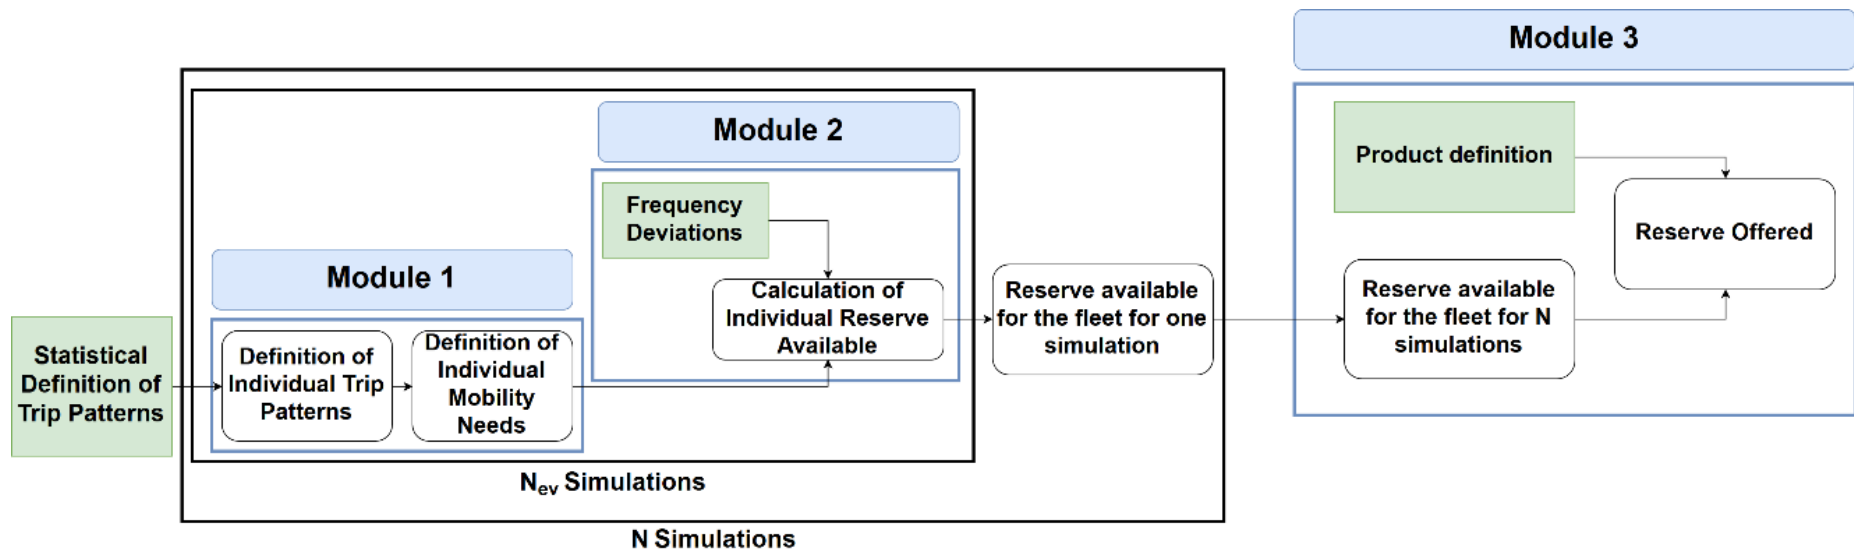 Statistical
Definition of
Trip Patterns
Module 1
Definition of
Individual Trip
Patterns
Definition of
Individual
Mobility
Needs
Module 2
Frequency
Deviations
Calculation of
Individual Reserve
Available
Nev Simulations
Reserve available
for the fleet for one
simulation
N Simulations
Module 3
Product definition
Reserve available
for the fleet for N
simulations
Reserve Offered